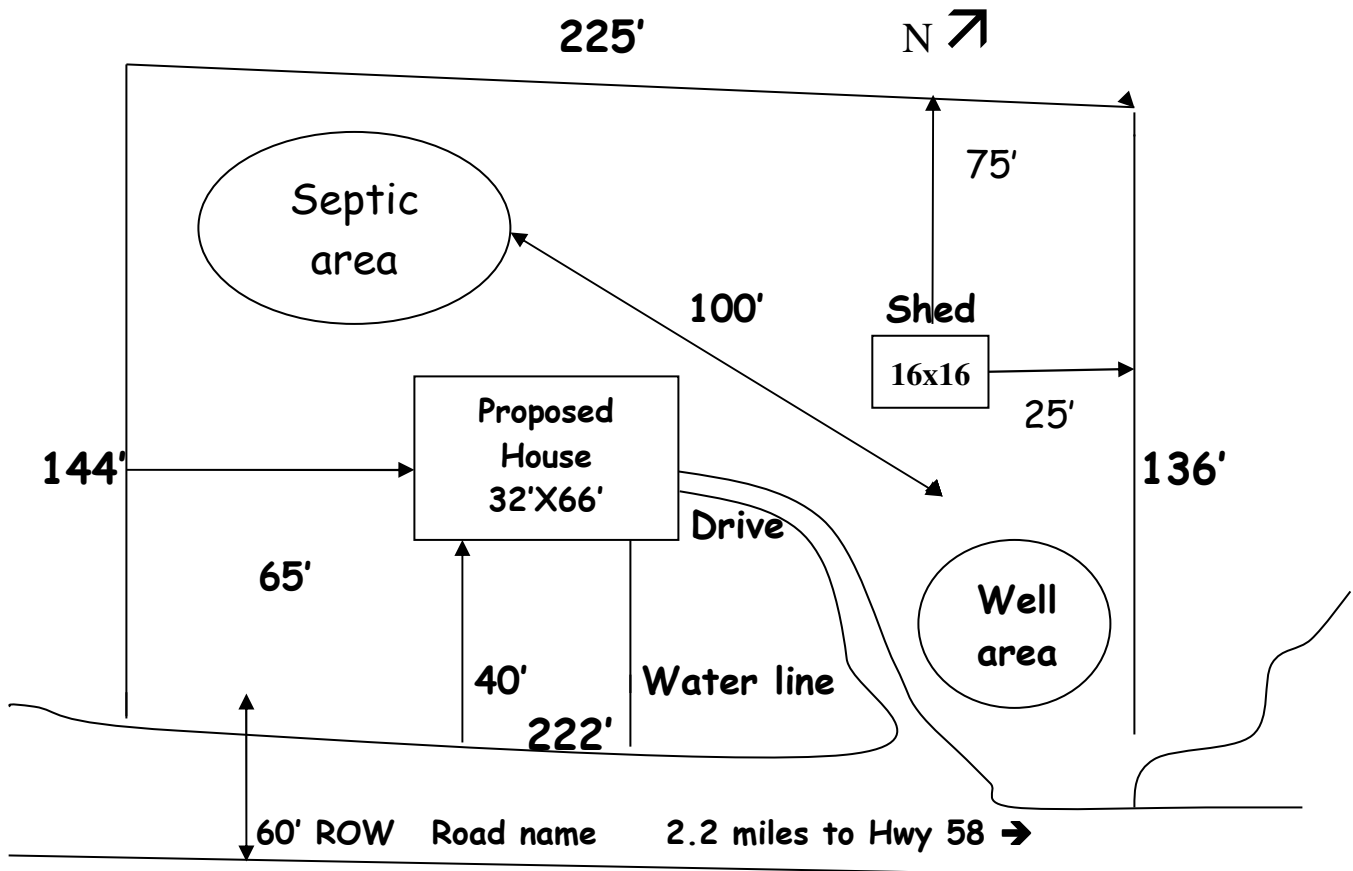 225'
N
75'
Septic
area
100'
Shed
16x16
25'
Proposed
House
32'X66'
144'
136'
Drive
65'
Well
area
40'
Water line
222'
60' ROW Road name 2.2 miles to Hwy 58 ➔